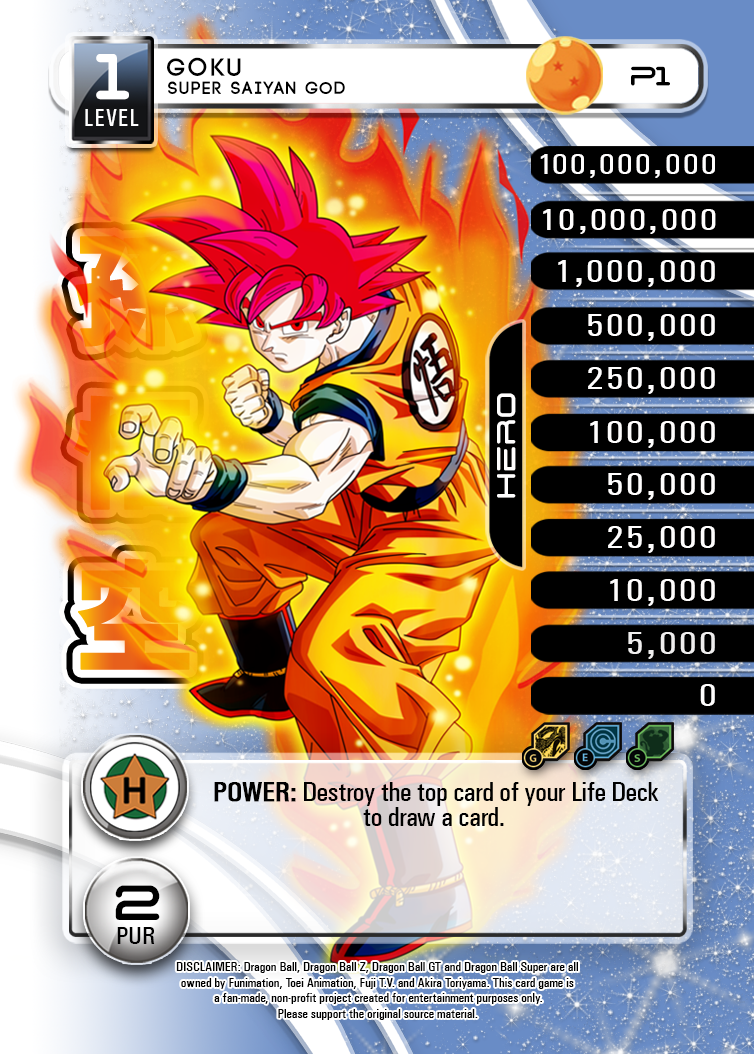 1
LEVEL
GOKU
SUPER SAIYAN GOD
P1
100,000,000
10,000,000
1,000,000
500,000
250,000
100,000
50,000
25,000
10,000
5,000
0
HERO
悟
G
E
S
H
POWER: Destroy the top card of your Life Deck
to draw a card.
2
PUR
DISCLAIMER: Dragon Ball, Dragon Ball Z, Dragon Ball GT and Dragon Ball Super are all
owned by Funimation, Toei Animation, Fuji T.V. and Akira Toriyama. This card game is
a fan-made, non-profit project created for entertainment purposes only.
Please support the original source material.